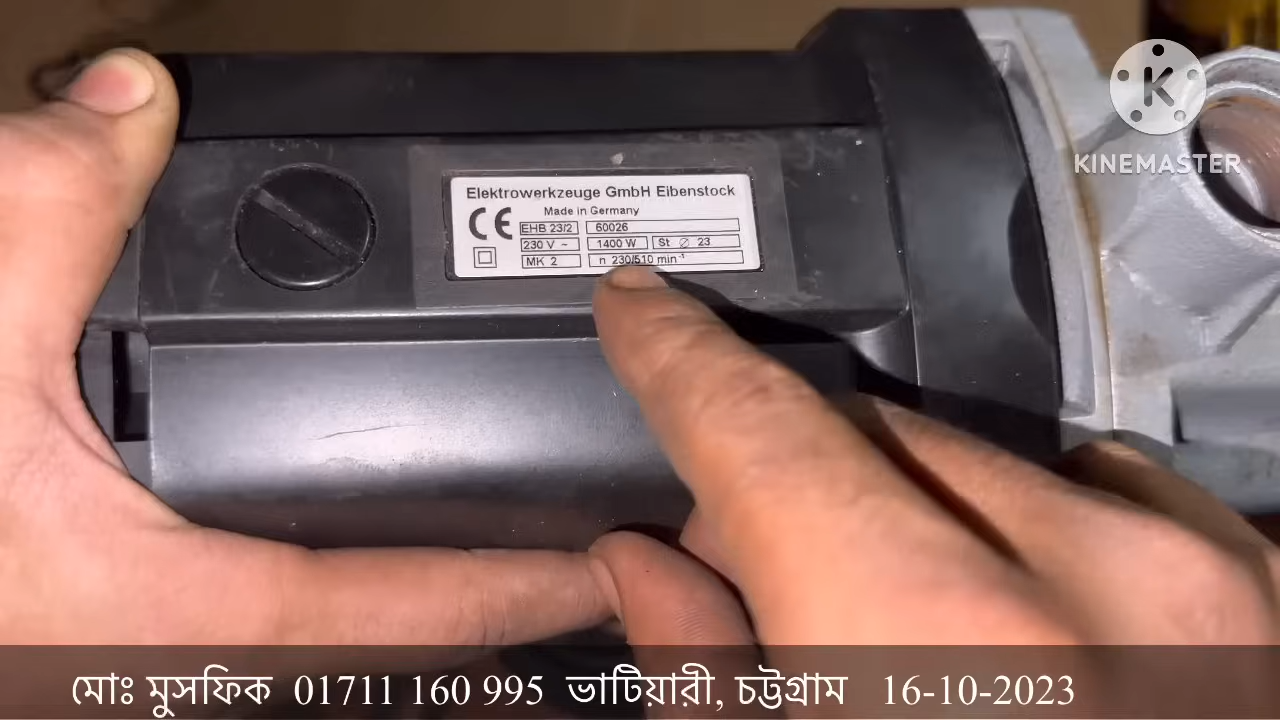 KINEMASTER
Elektrowerkzeuge GmbH Eibenstock
Made in Germany
CE EHB 23/2 60026
230 V ~ 1400 W St ⌀ 23
MK 2 n 230/510 min⁻¹
মোঃ মুসফিক 01711 160 995 ভাটিয়ারী, চট্টগ্রাম 16-10-2023